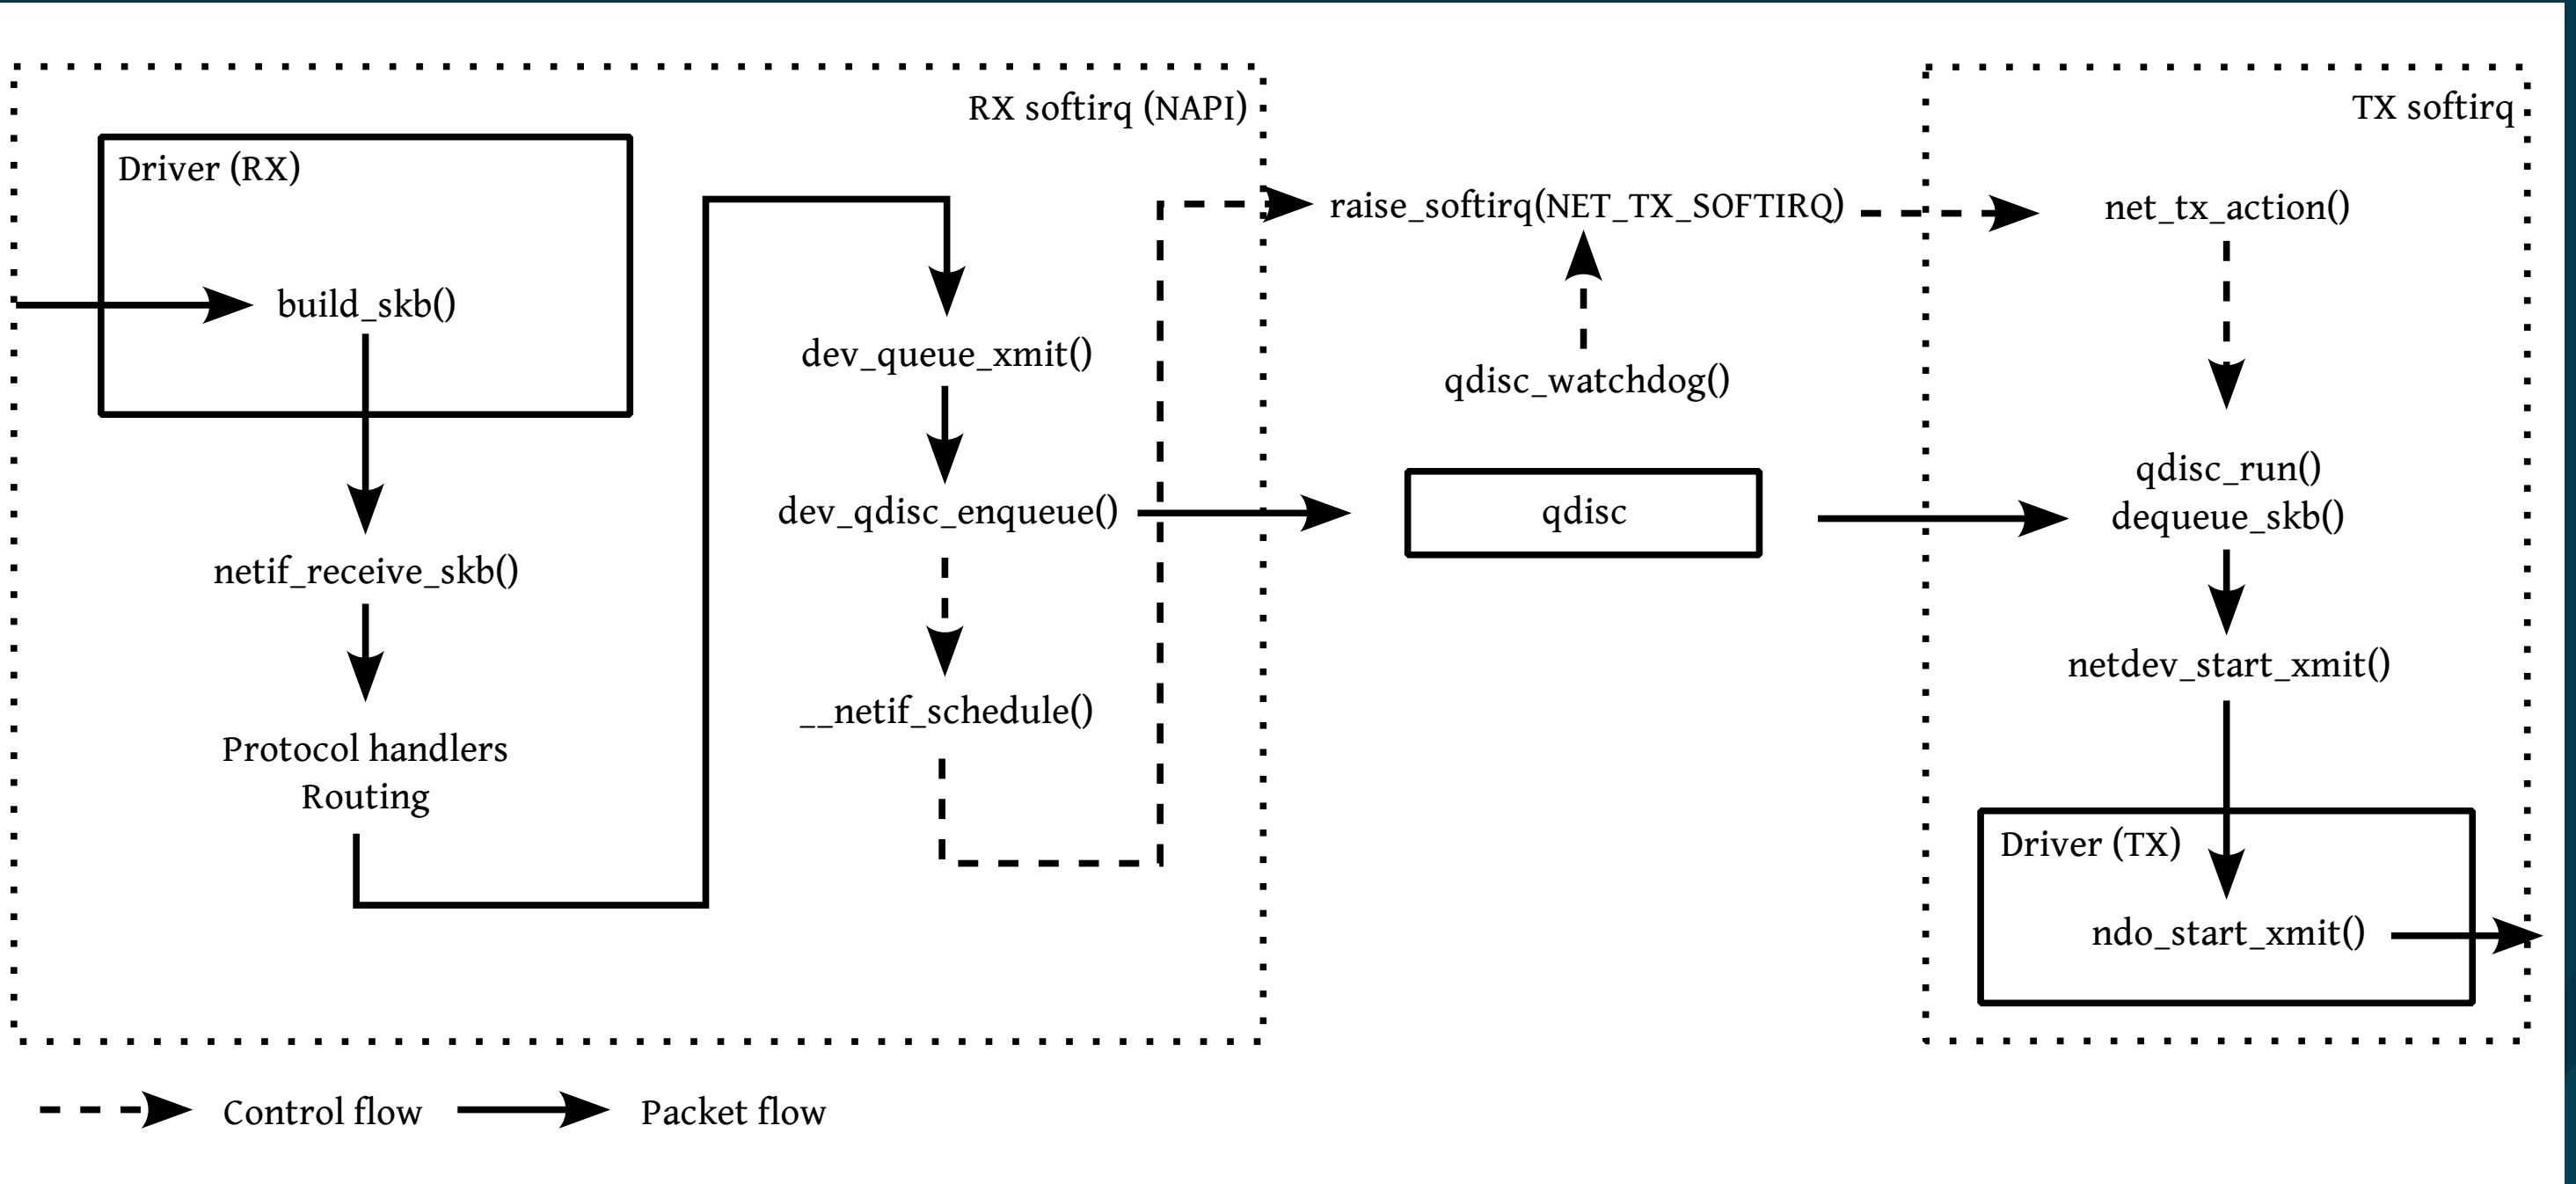 RX softirq (NAPI)
Driver (RX)
build_skb()
netif_receive_skb()
Protocol handlers
Routing
dev_queue_xmit()
dev_qdisc_enqueue()
__netif_schedule()
raise_softirq(NET_TX_SOFTIRQ)
qdisc_watchdog()
qdisc
TX softirq
net_tx_action()
qdisc_run()
dequeue_skb()
netdev_start_xmit()
Driver (TX)
ndo_start_xmit()
Control flow
Packet flow